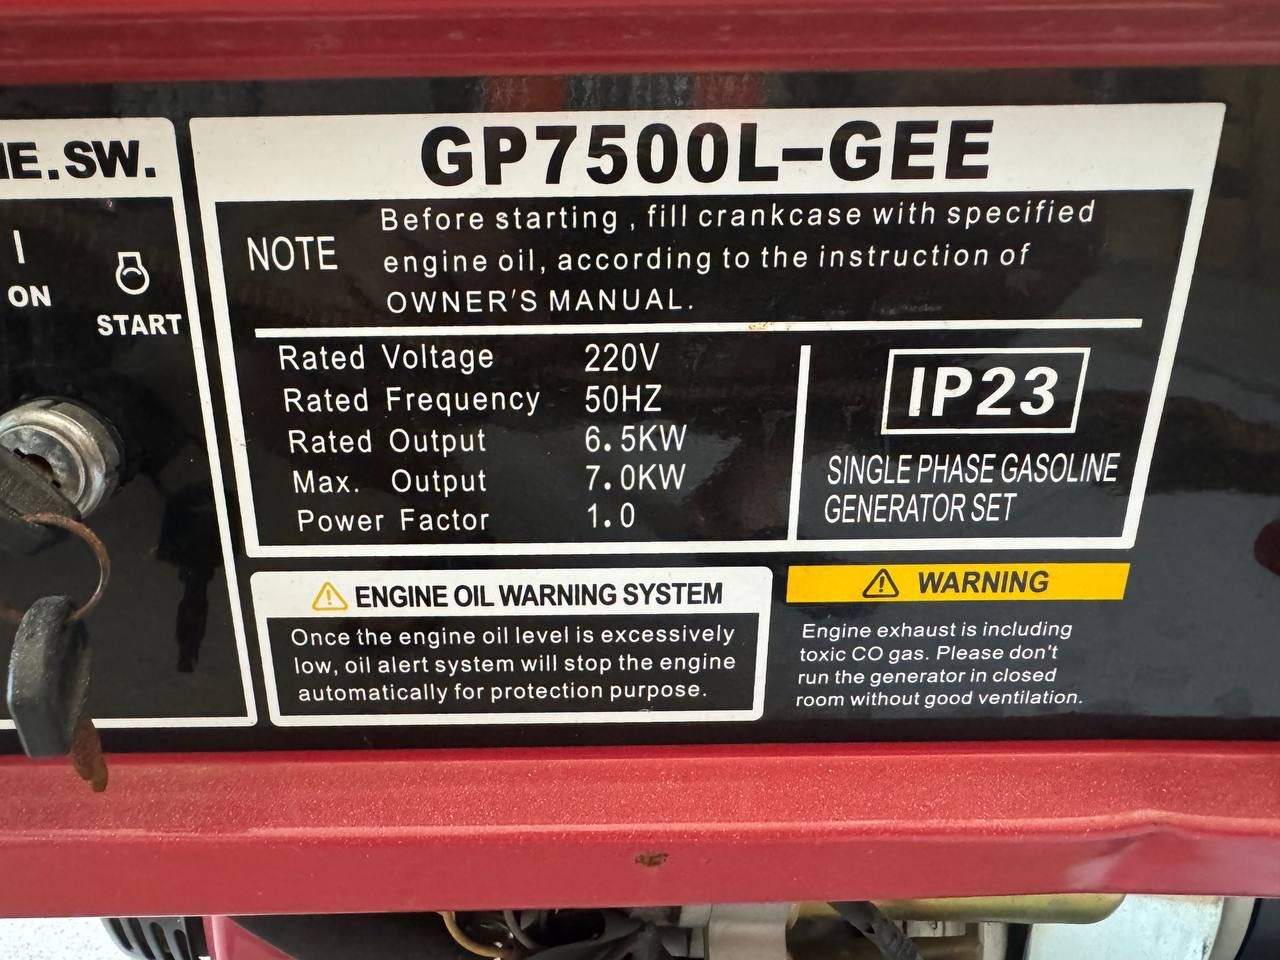 NE.SW.
ON
START
GP7500L-GEE
NOTE
Before starting , fill crankcase with specified
engine oil, according to the instruction of
OWNER'S MANUAL.
Rated Voltage 220V
Rated Frequency 50HZ
Rated Output 6.5KW
Max. Output 7.0KW
Power Factor 1.0
IP23
SINGLE PHASE GASOLINE
GENERATOR SET
ENGINE OIL WARNING SYSTEM
Once the engine oil level is excessively
low, oil alert system will stop the engine
automatically for protection purpose.
WARNING
Engine exhaust is including
toxic CO gas. Please don't
run the generator in closed
room without good ventilation.